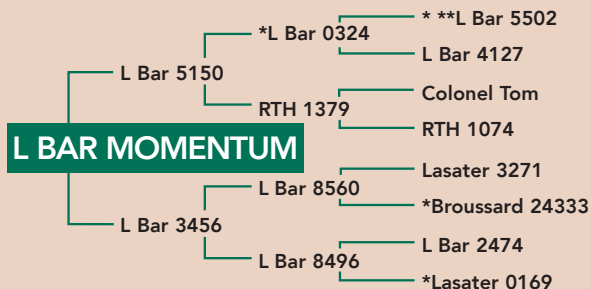 * **L Bar 5502
*L Bar 0324
L Bar 4127
L Bar 5150
Colonel Tom
RTH 1379
RTH 1074
L BAR MOMENTUM
Lasater 3271
L Bar 8560
*Broussard 24333
L Bar 3456
L Bar 2474
L Bar 8496
*Lasater 0169